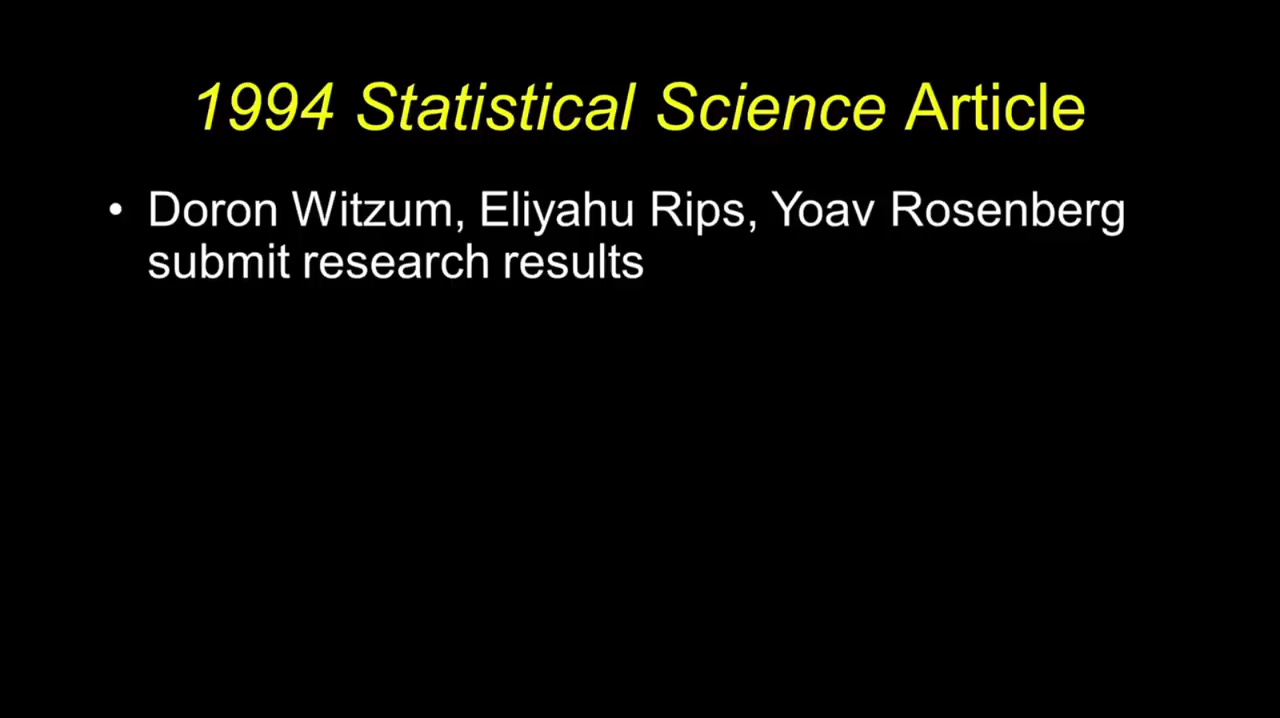 1994 Statistical Science Article
• Doron Witzum, Eliyahu Rips, Yoav Rosenberg
submit research results